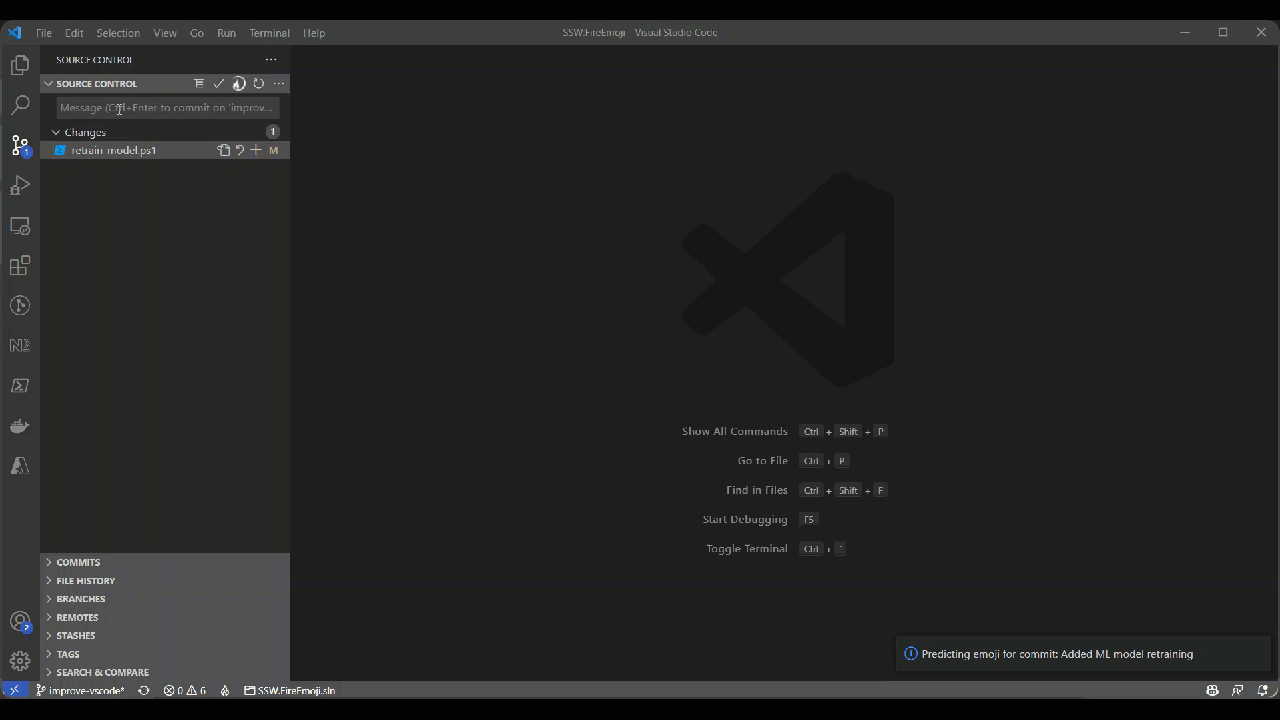 File Edit Selection View Go Run Terminal Help
SSW.FireEmoji - Visual Studio Code
SOURCE CONTROL
SOURCE CONTROL
Message (Ctrl+Enter to commit on 'improv...
Changes 1
retrain-model.ps1 M
1
Show All Commands Ctrl + Shift + P
Go to File Ctrl + P
Find in Files Ctrl + Shift + F
Start Debugging F5
Toggle Terminal Ctrl + `
COMMITS
FILE HISTORY
BRANCHES
REMOTES
STASHES
TAGS
SEARCH & COMPARE
2
Predicting emoji for commit: Added ML model retraining
improve-vscode* 0 6 SSW.FireEmoji.sln